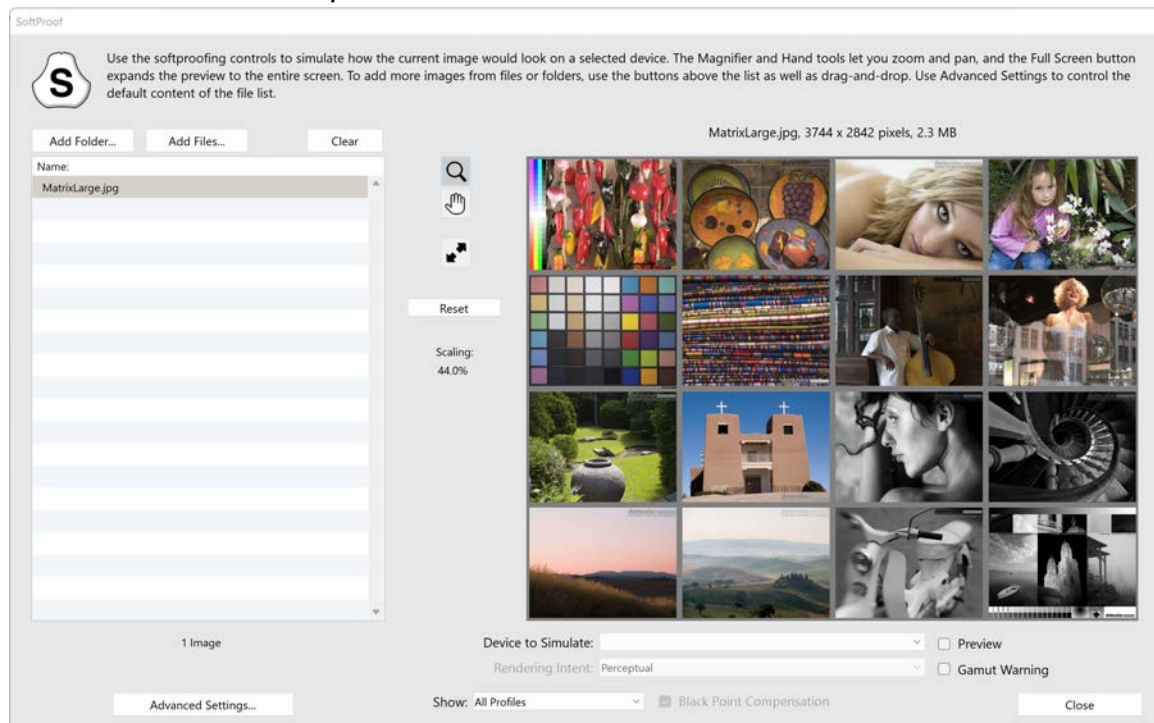 SoftProof
S
Use the softproofing controls to simulate how the current image would look on a selected device. The Magnifier and Hand tools let you zoom and pan, and the Full Screen button
expands the preview to the entire screen. To add more images from files or folders, use the buttons above the list as well as drag-and-drop. Use Advanced Settings to control the
default content of the file list.
Add Folder... Add Files... Clear
MatrixLarge.jpg, 3744 x 2842 pixels, 2.3 MB
Name:
MatrixLarge.jpg
Reset
Scaling:
44.0%
1 Image
Device to Simulate:
Preview
Rendering Intent: Perceptual
Gamut Warning
Advanced Settings...
Show: All Profiles
Black Point Compensation
Close